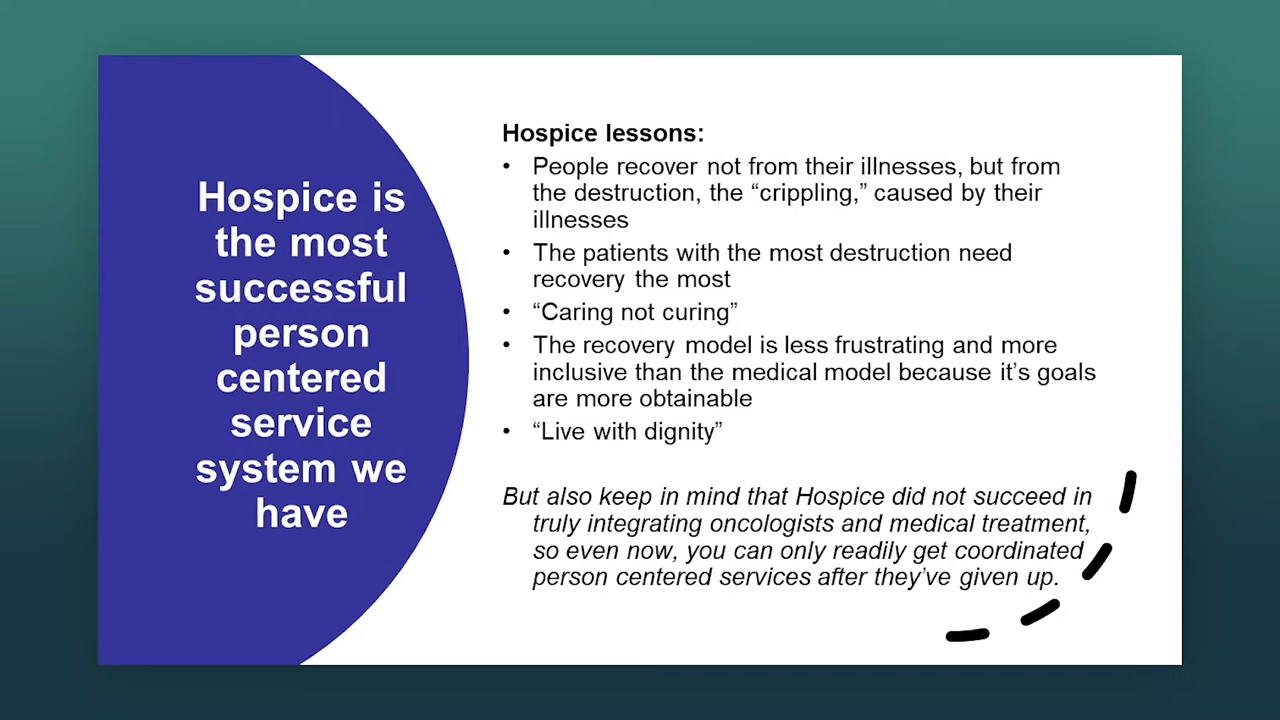 Hospice is
the most
successful
person
centered
service
system we
have
Hospice lessons:
• People recover not from their illnesses, but from
the destruction, the “crippling,” caused by their
illnesses
• The patients with the most destruction need
recovery the most
• “Caring not curing”
• The recovery model is less frustrating and more
inclusive than the medical model because it’s goals
are more obtainable
• “Live with dignity”
But also keep in mind that Hospice did not succeed in
truly integrating oncologists and medical treatment,
so even now, you can only readily get coordinated
person centered services after they’ve given up.